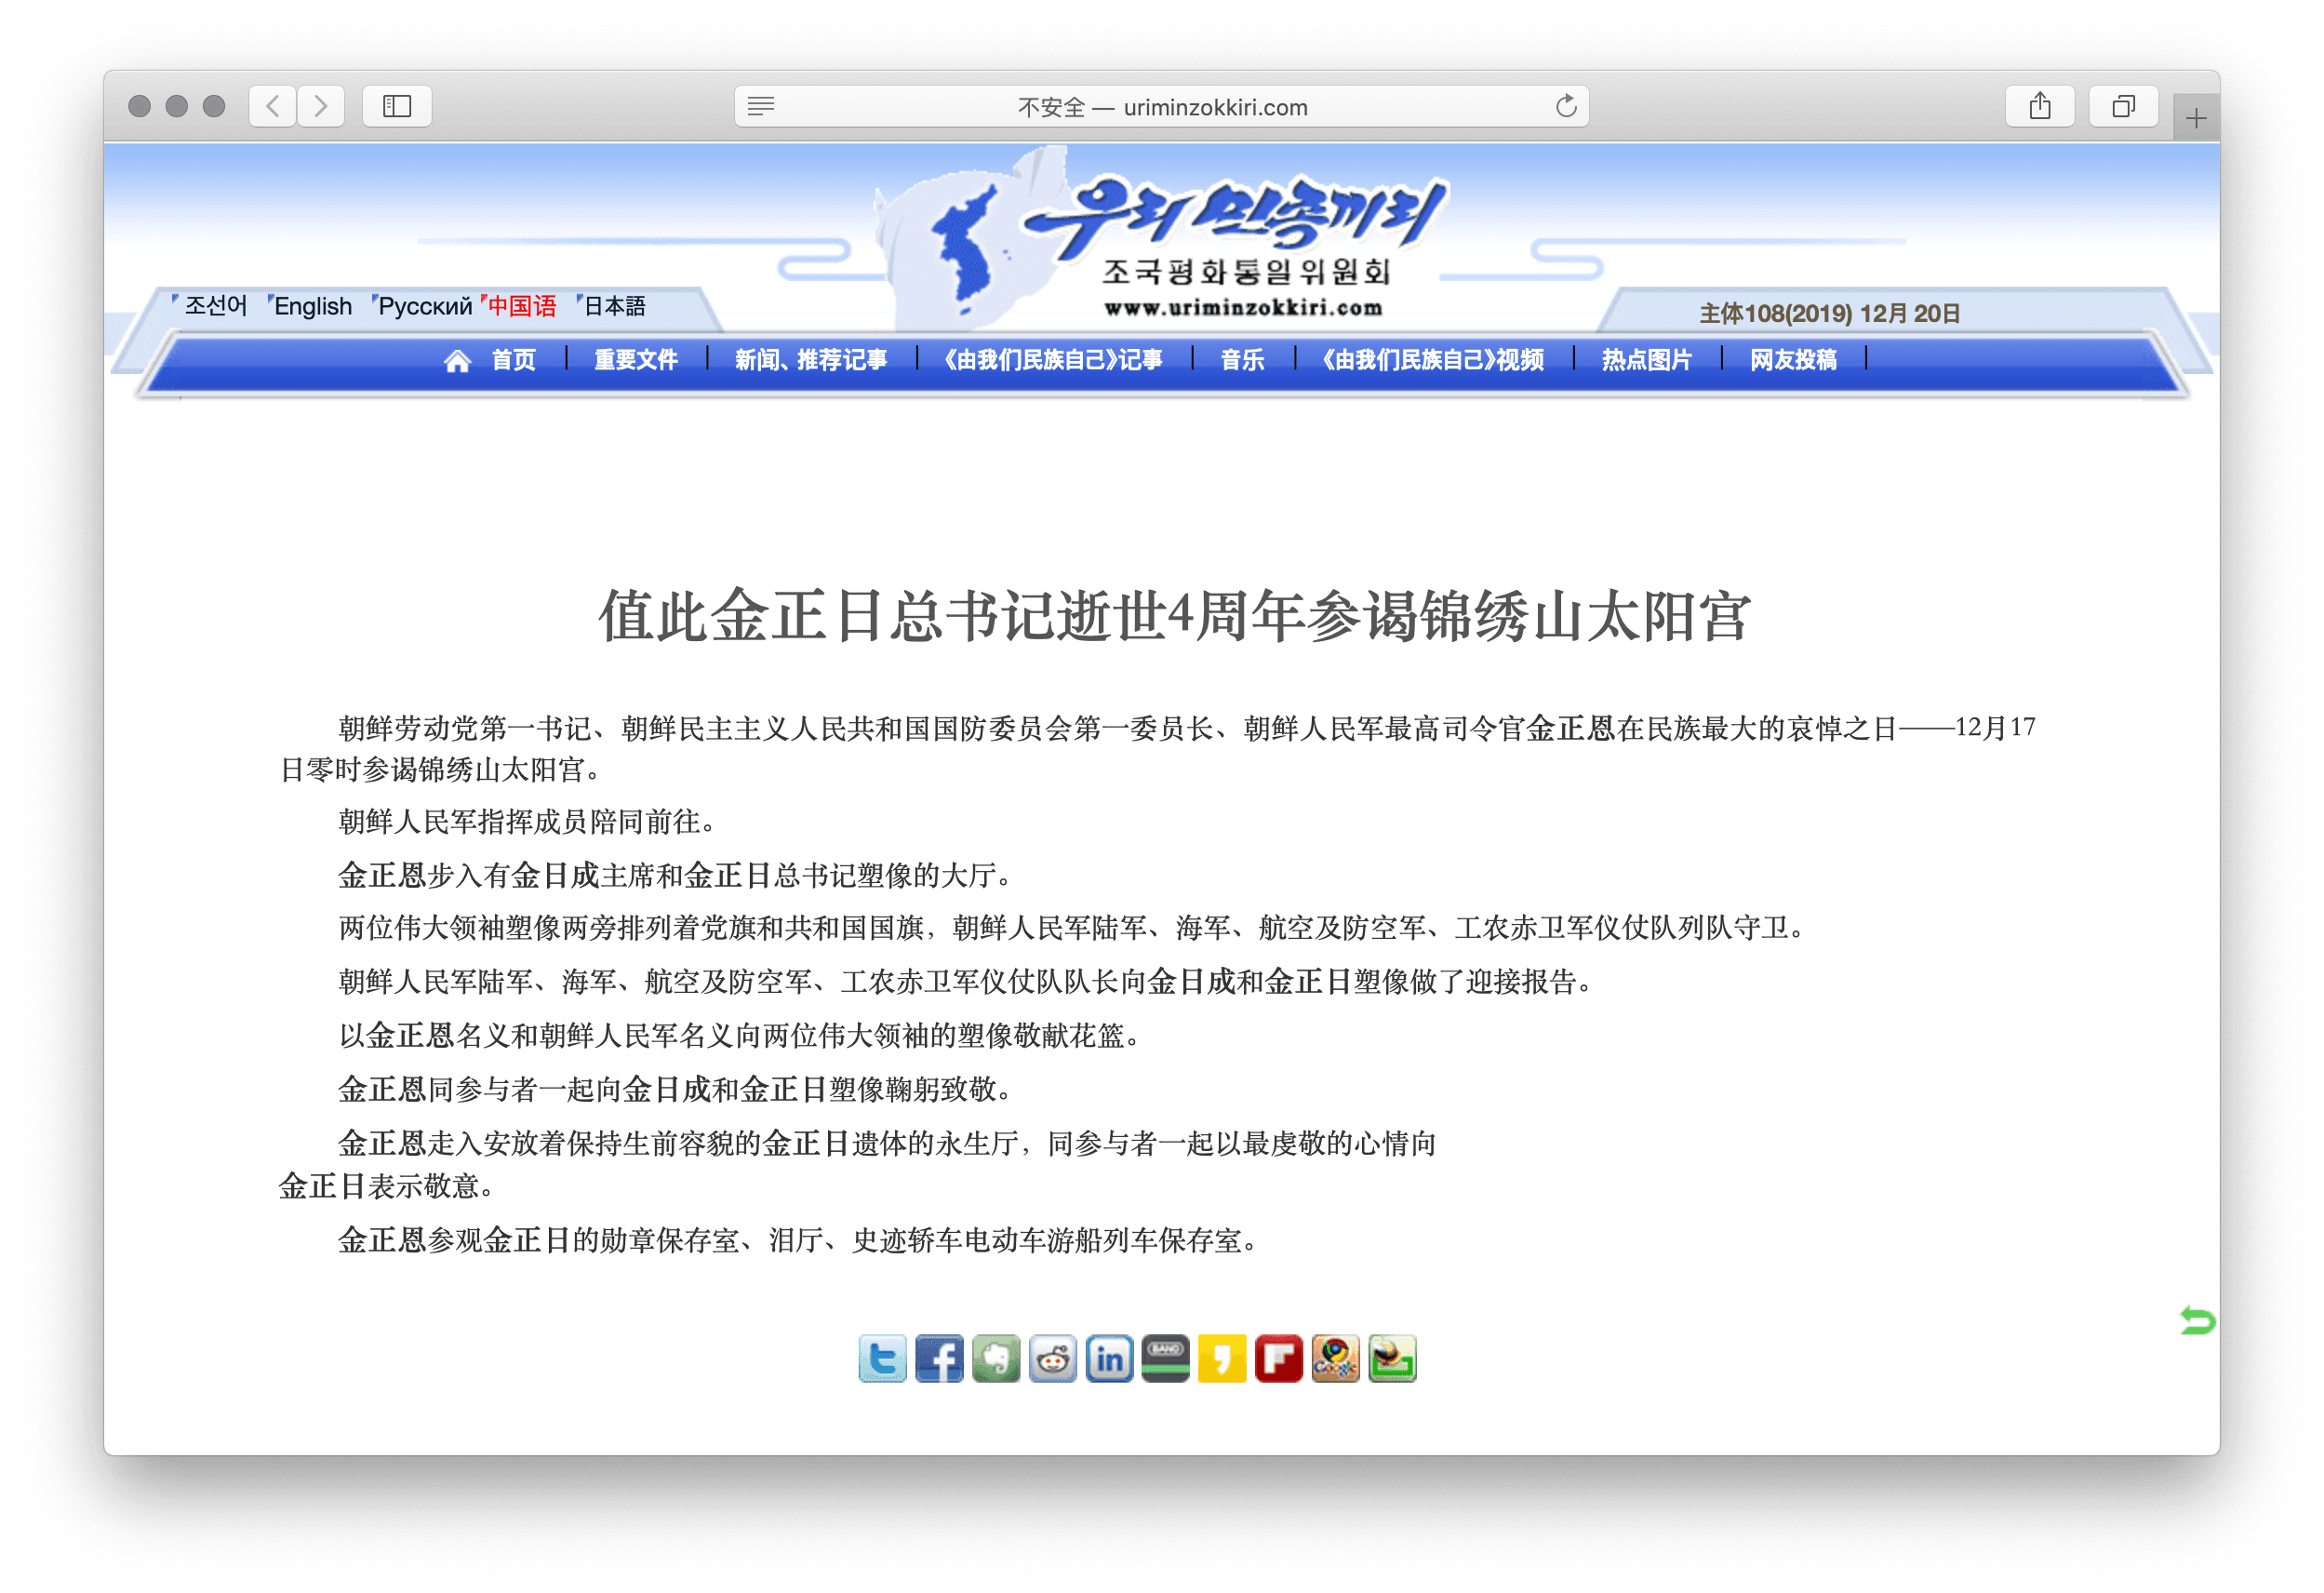 不安全 — uriminzokkiri.com
우리민족끼리
조국평화통일위원회
www.uriminzokkiri.com
조선어 English Русский 中国语 日本語
主体108(2019) 12月 20日
首页 重要文件 新闻、推荐记事 《由我们民族自己》记事 音乐 《由我们民族自己》视频 热点图片 网友投稿
值此金正日总书记逝世4周年参谒锦绣山太阳宫
朝鲜劳动党第一书记、朝鲜民主主义人民共和国国防委员会第一委员长、朝鲜人民军最高司令官金正恩在民族最大的哀悼之日——12月17
日零时参谒锦绣山太阳宫。
朝鲜人民军指挥成员陪同前往。
金正恩步入有金日成主席和金正日总书记塑像的大厅。
两位伟大领袖塑像两旁排列着党旗和共和国国旗，朝鲜人民军陆军、海军、航空及防空军、工农赤卫军仪仗队列队守卫。
朝鲜人民军陆军、海军、航空及防空军、工农赤卫军仪仗队队长向金日成和金正日塑像做了迎接报告。
以金正恩名义和朝鲜人民军名义向两位伟大领袖的塑像敬献花篮。
金正恩同参与者一起向金日成和金正日塑像鞠躬致敬。
金正恩走入安放着保持生前容貌的金正日遗体的永生厅，同参与者一起以最虔敬的心情向
金正日表示敬意。
金正恩参观金正日的勋章保存室、泪厅、史迹轿车电动车游船列车保存室。
BAND
Google